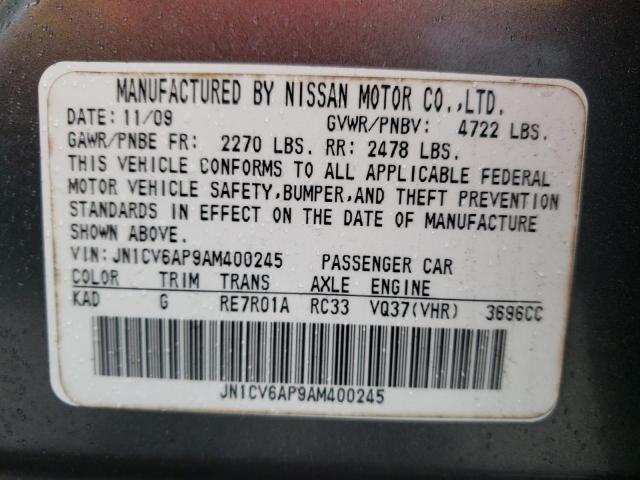 MANUFACTURED BY NISSAN MOTOR CO.,LTD.
DATE: 11/09 GVWR/PNBV: 4722 LBS.
GAWR/PNBE FR: 2270 LBS. RR: 2478 LBS.
THIS VEHICLE CONFORMS TO ALL APPLICABLE FEDERAL
MOTOR VEHICLE SAFETY,BUMPER,AND THEFT PREVENTION
STANDARDS IN EFFECT ON THE DATE OF MANUFACTURE
SHOWN ABOVE.
VIN: JN1CV6AP9AM400245 PASSENGER CAR
COLOR TRIM TRANS AXLE ENGINE
KAD G RE7R01A RC33 VQ37(VHR) 3696CC
JN1CV6AP9AM400245